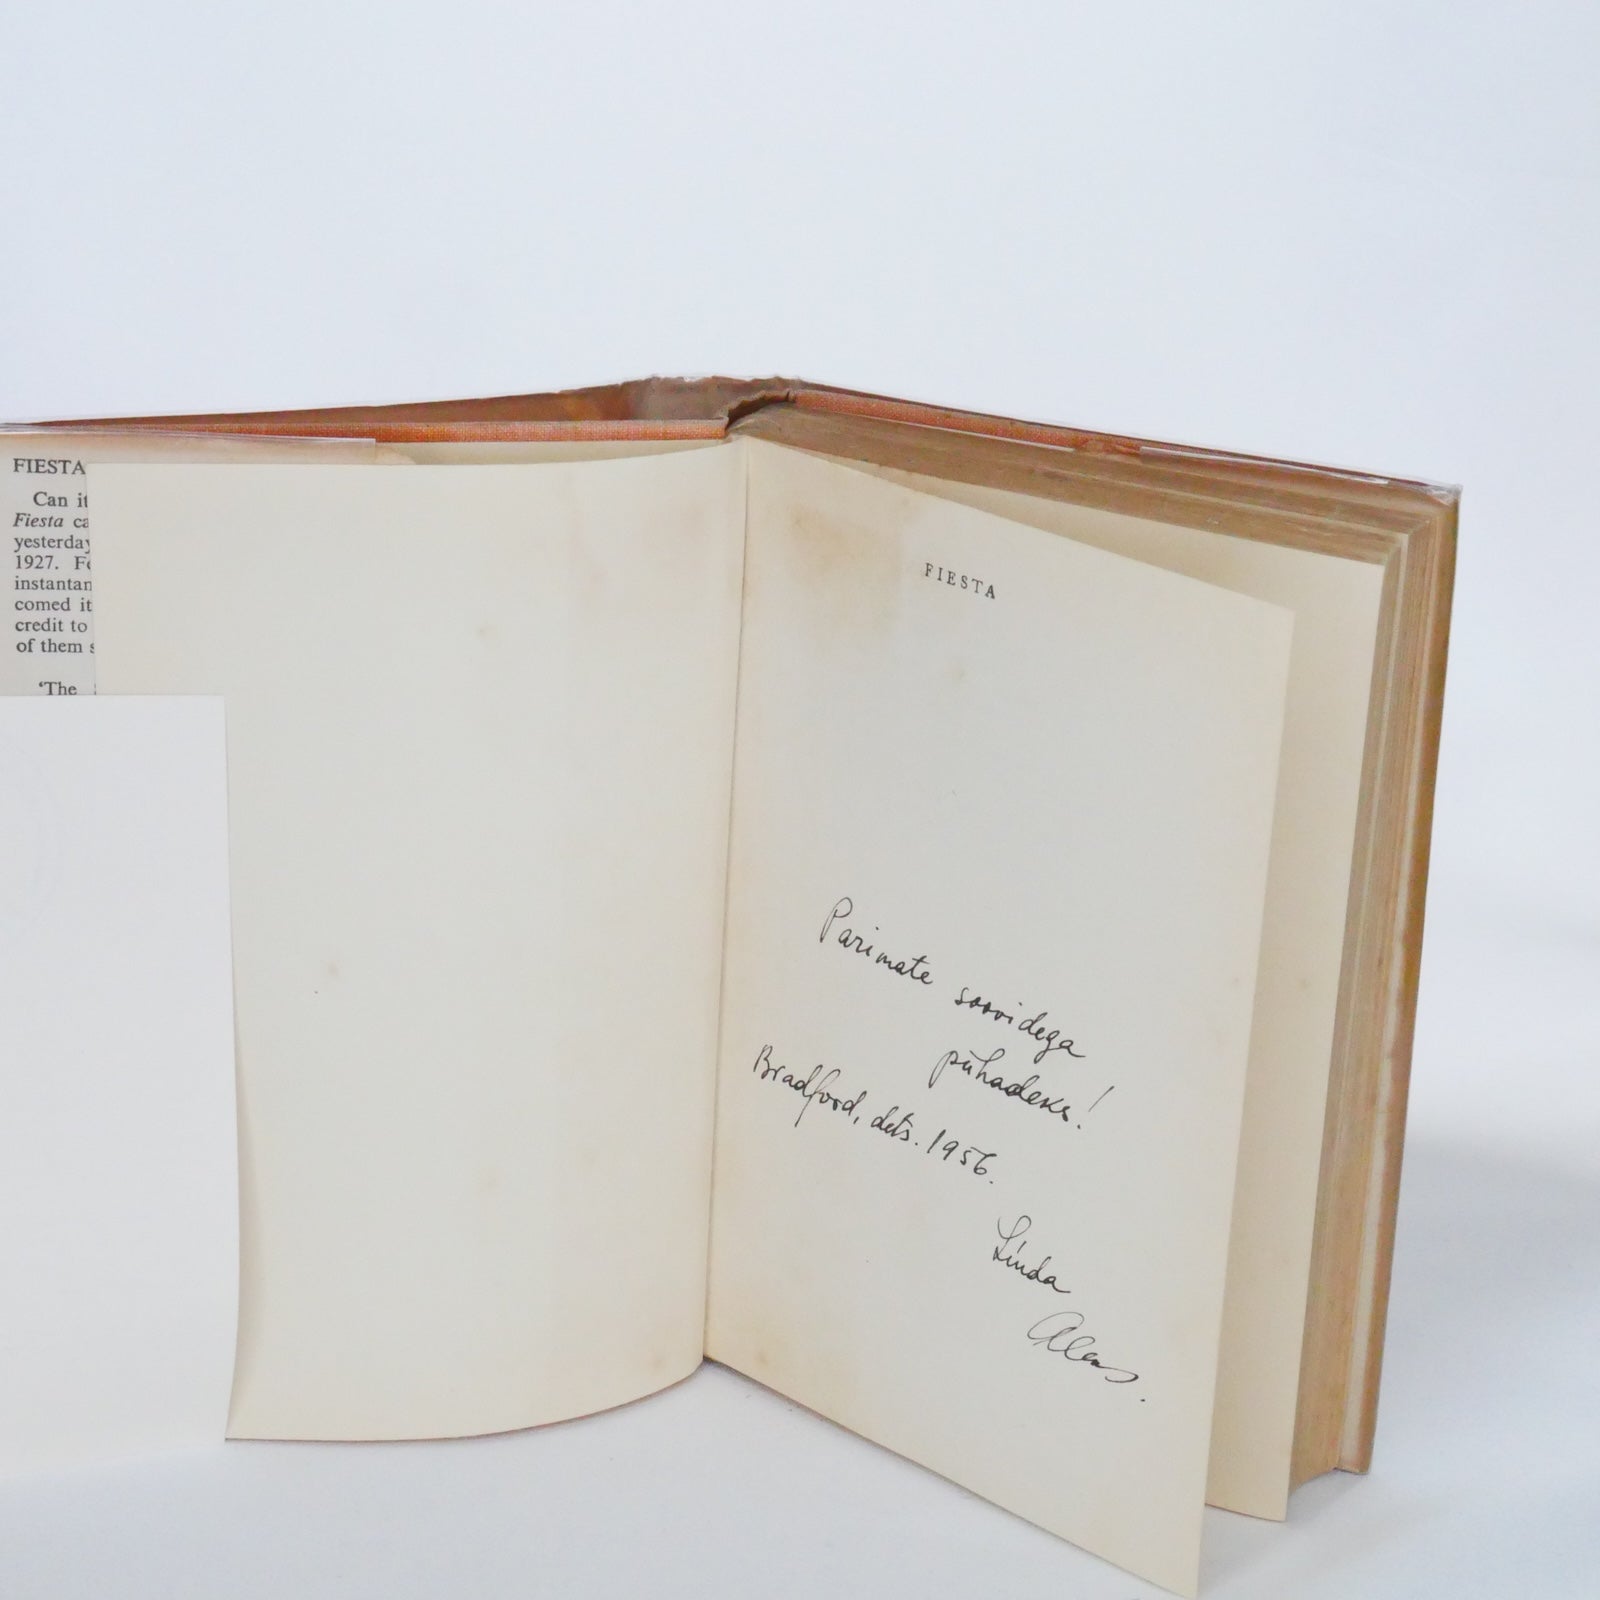 FIESTA
Can it
Fiesta ca
yesterday
1927. Fe
instantan
comed it
credit to
of them s
‘The
FIESTA
Parimate soovidega
pühadeks!
Bradford, dets. 1956.
Linda